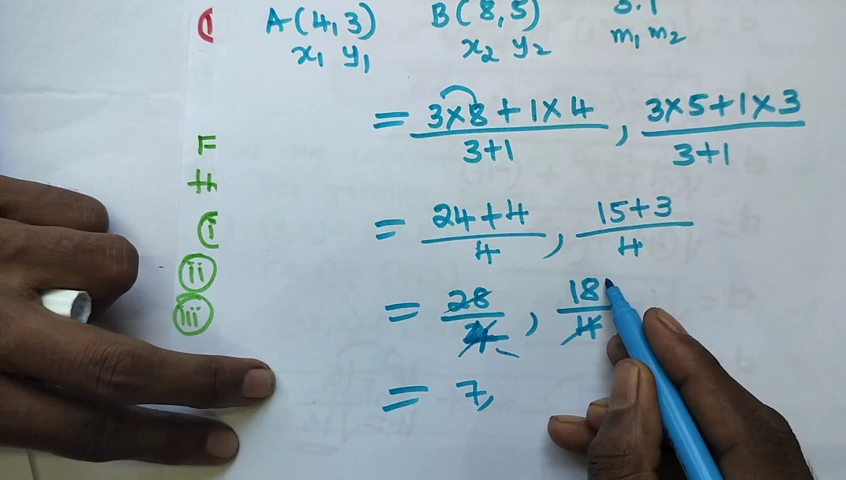 A(4,3) B(8,5) 3:1
x₁ y₁ x₂ y₂ m₁ m₂
= 3×8+1×4/3+1 , 3×5+1×3/3+1
= 24+4/4 , 15+3/4
= 28/4 , 18/4
= 7,
(i
(ii)
(iii)